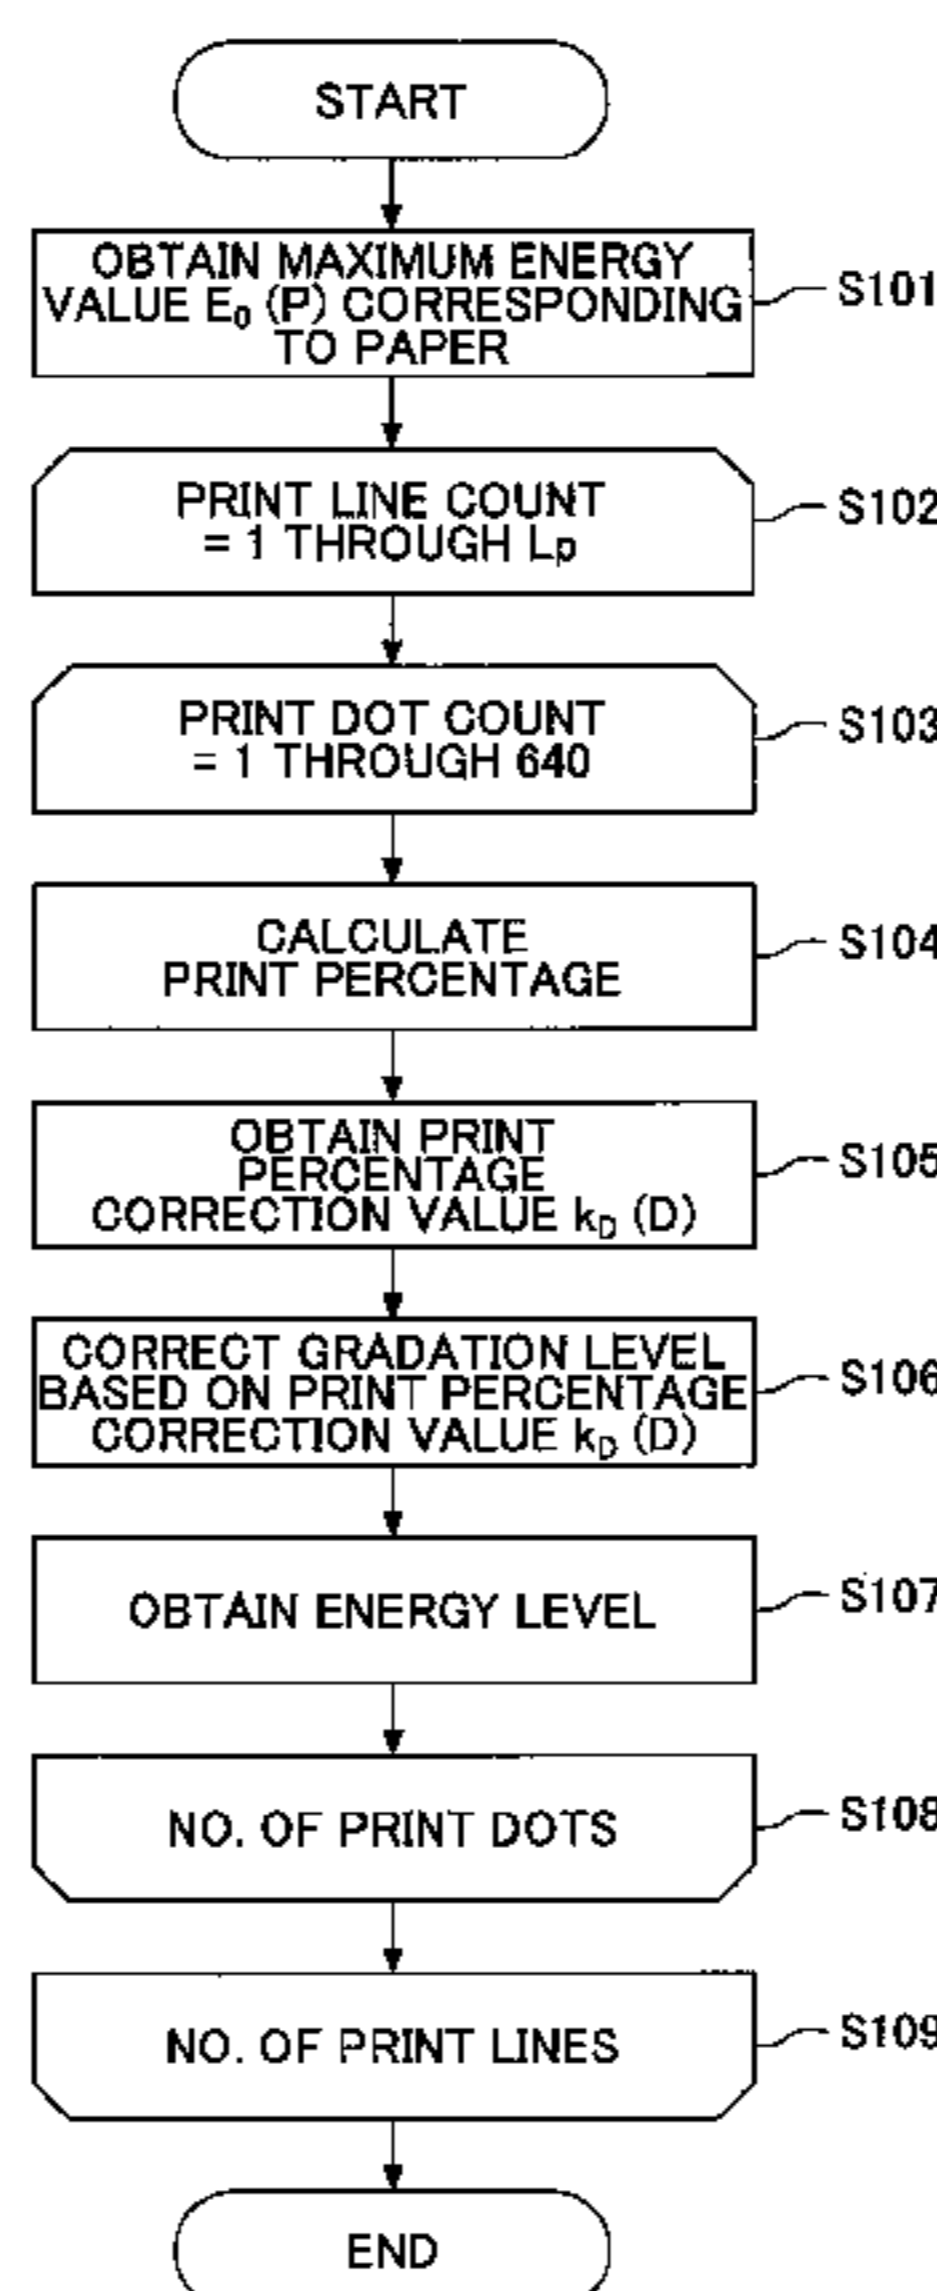 START
OBTAIN MAXIMUM ENERGY
VALUE E₀ (P) CORRESPONDING
TO PAPER
S101
PRINT LINE COUNT
= 1 THROUGH Lp
S102
PRINT DOT COUNT
= 1 THROUGH 640
S103
CALCULATE
PRINT PERCENTAGE
S104
OBTAIN PRINT
PERCENTAGE
CORRECTION VALUE k_D (D)
S105
CORRECT GRADATION LEVEL
BASED ON PRINT PERCENTAGE
CORRECTION VALUE k_D (D)
S106
OBTAIN ENERGY LEVEL
S107
NO. OF PRINT DOTS
S108
NO. OF PRINT LINES
S109
END